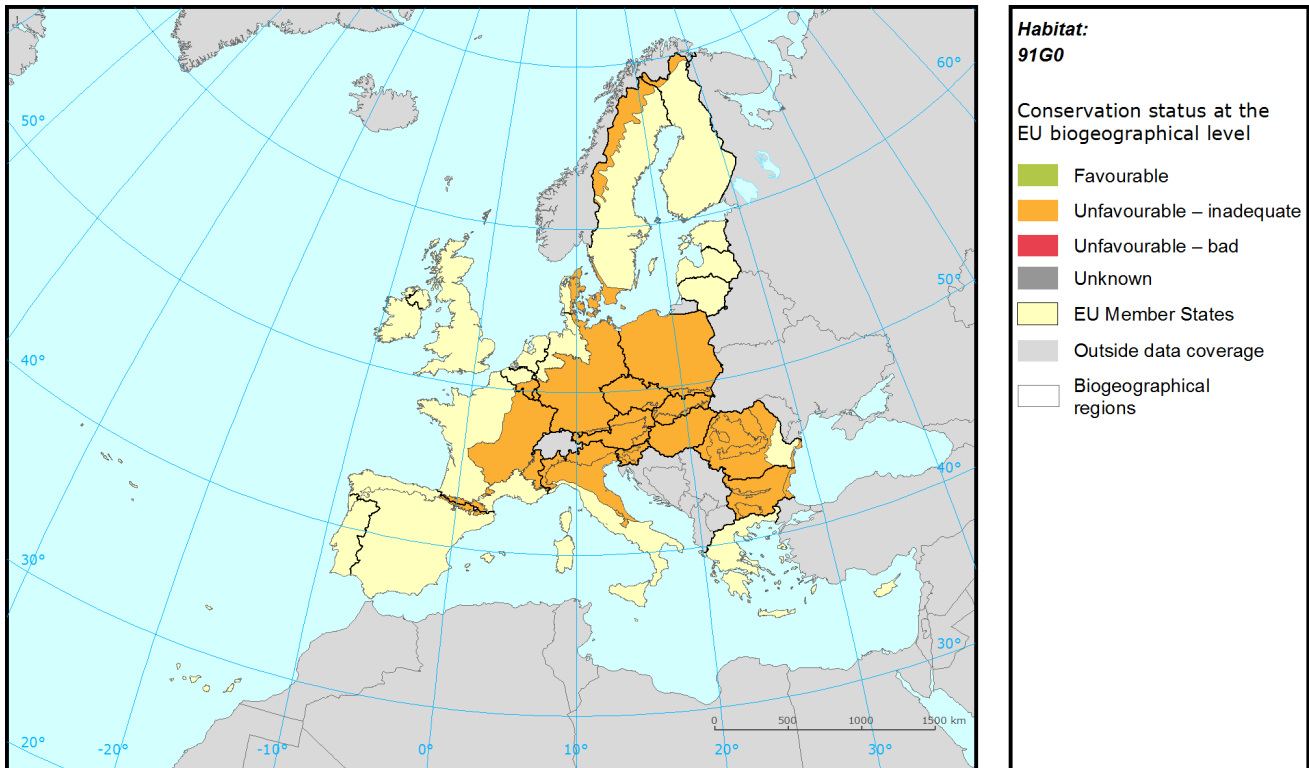 Habitat:
91G0
Conservation status at the
EU biogeographical level
Favourable
Unfavourable – inadequate
Unfavourable – bad
Unknown
EU Member States
Outside data coverage
Biogeographical
regions
60°
50°
50°
40°
40°
30°
30°
20°
-20°
-10°
0°
10°
20°
30°
0 500 1000 1500 km